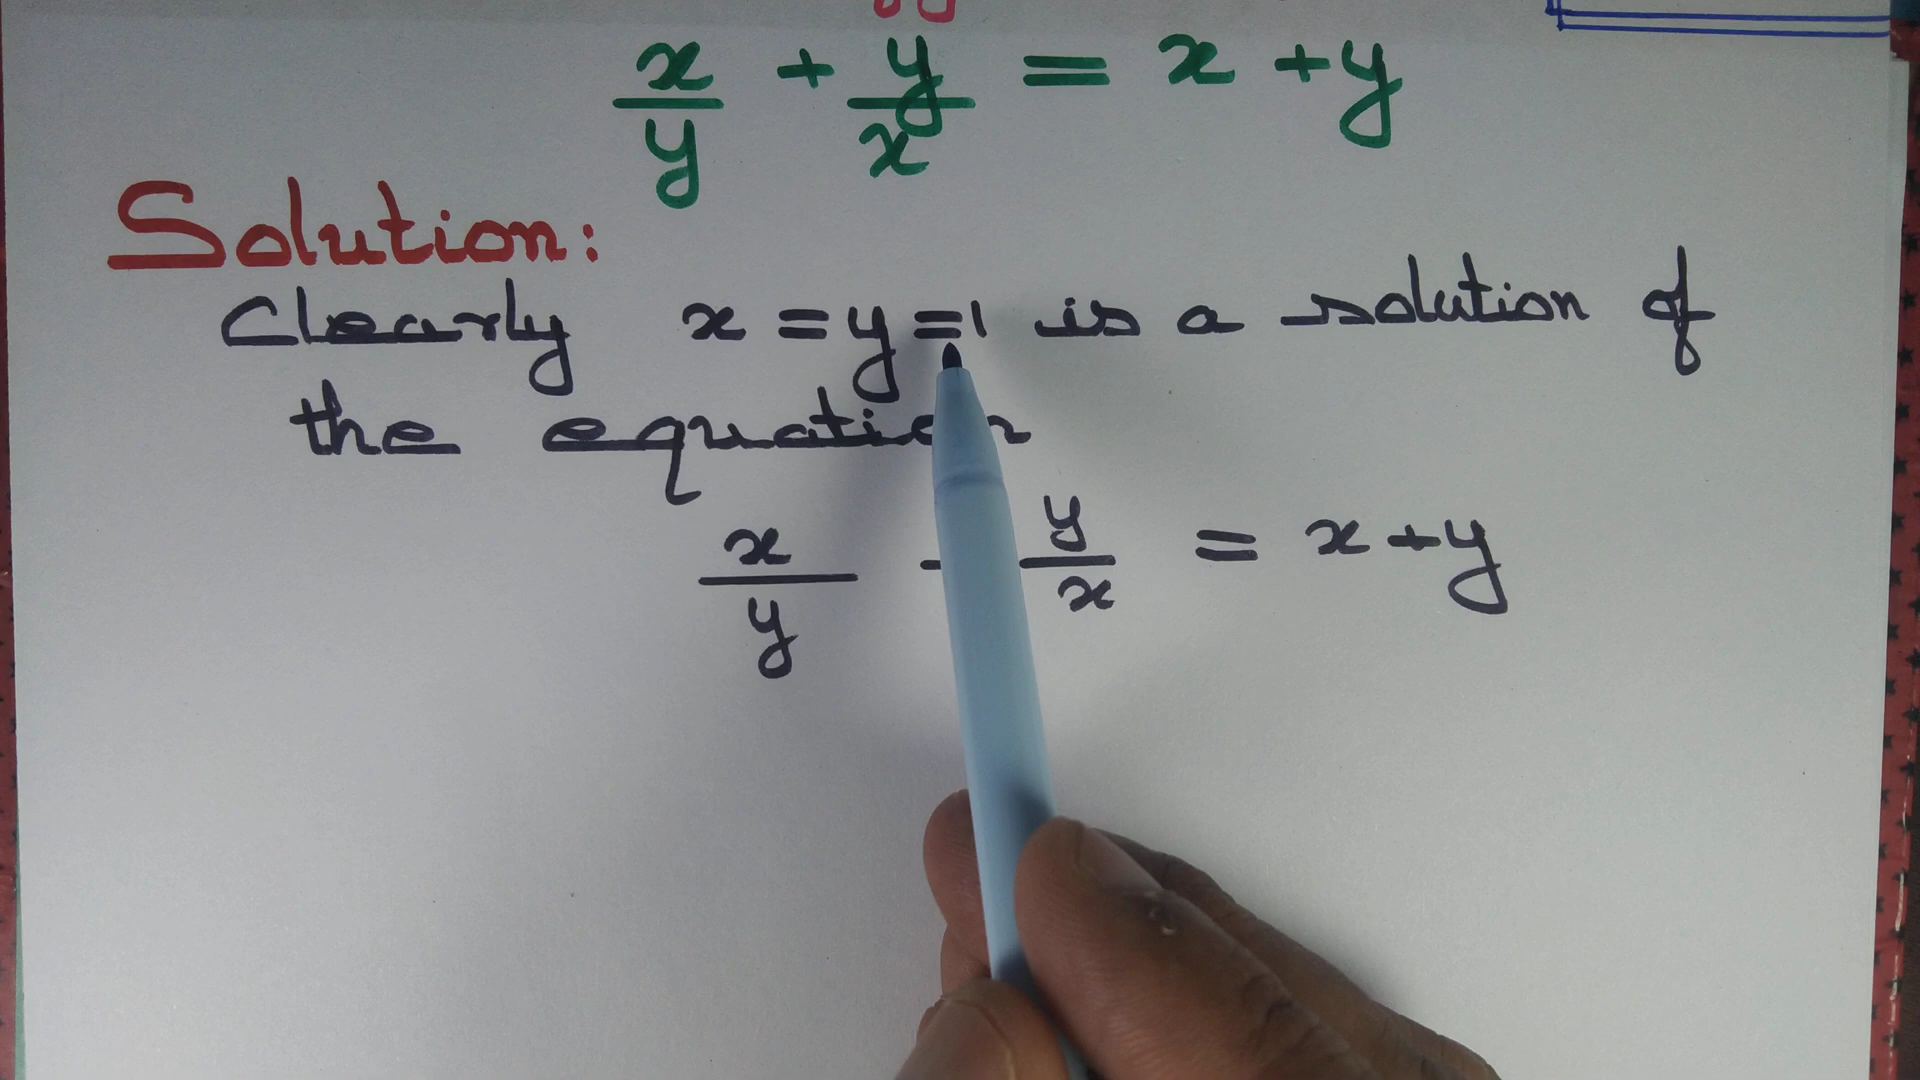 x/y + y/x = x + y
Solution:
Clearly x = y = 1 is a solution of
the equation
x/y + y/x = x + y